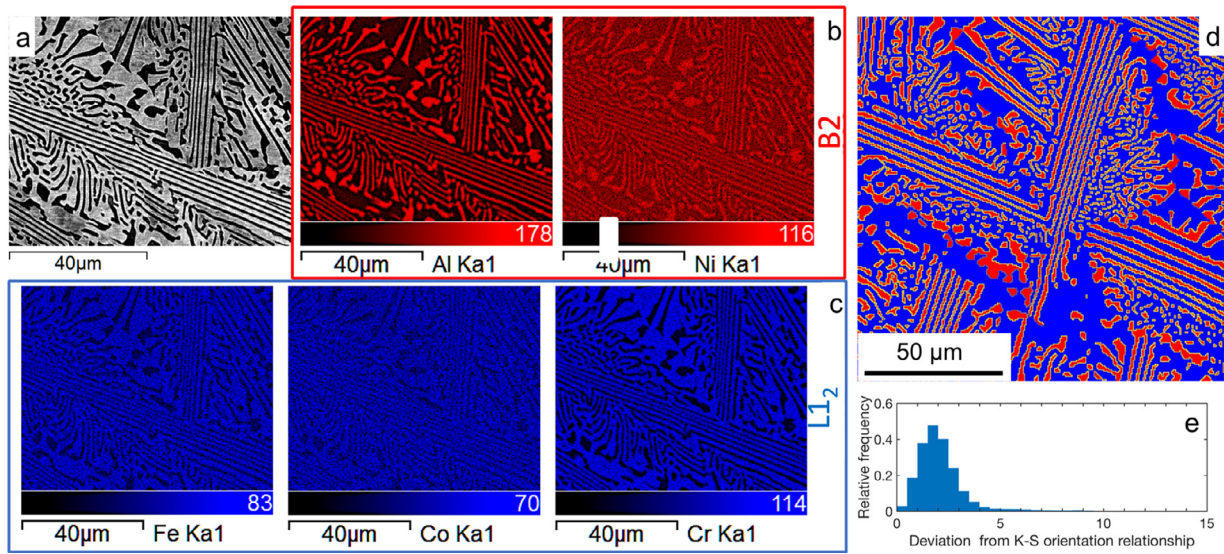 a
40µm
b
178
40µm
Al Ka1
116
40µm
Ni Ka1
B2
c
83
40µm
Fe Ka1
70
40µm
Co Ka1
114
40µm
Cr Ka1
L1₂
d
50 µm
e
Relative frequency
0.6
0.4
0.2
0
0
5
10
15
Deviation from K-S orientation relationship